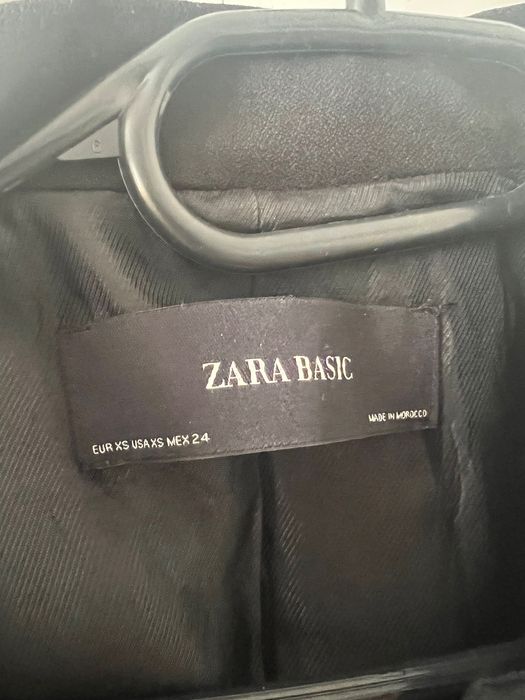 ZARA BASIC
MADE IN MOROCCO
EUR XS USA XS MEX 24